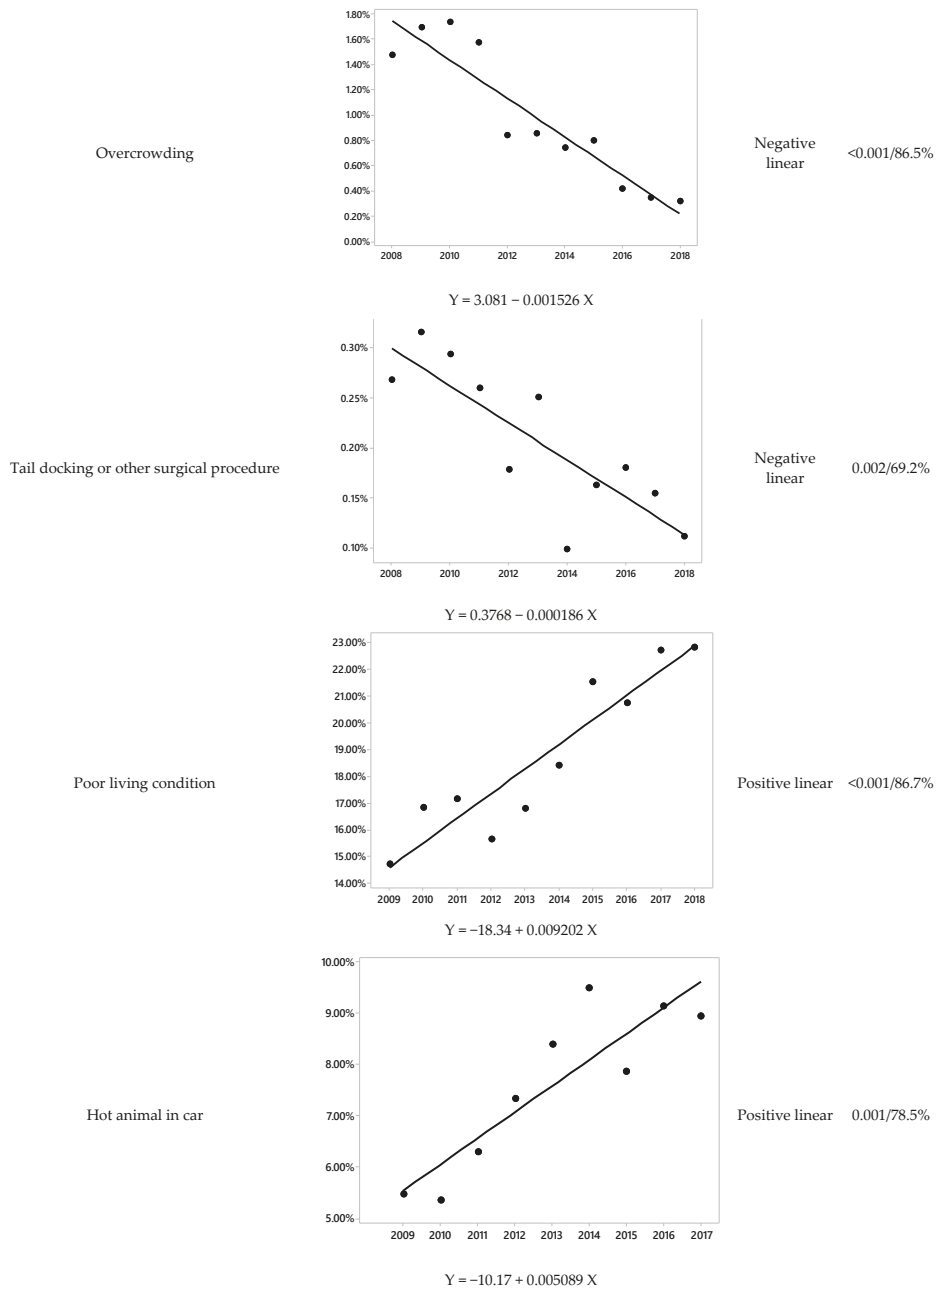 1.80%
1.60%
1.40%
1.20%
1.00%
0.80%
0.60%
0.40%
0.20%
0.00%
2008 2010 2012 2014 2016 2018
Overcrowding
Negative
linear
<0.001/86.5%
Y = 3.081 − 0.001526 X
0.30%
0.25%
0.20%
0.15%
0.10%
2008 2010 2012 2014 2016 2018
Tail docking or other surgical procedure
Negative
linear
0.002/69.2%
Y = 0.3768 − 0.000186 X
23.00%
22.00%
21.00%
20.00%
19.00%
18.00%
17.00%
16.00%
15.00%
14.00%
2009 2010 2011 2012 2013 2014 2015 2016 2017 2018
Poor living condition
Positive linear
<0.001/86.7%
Y = −18.34 + 0.009202 X
10.00%
9.00%
8.00%
7.00%
6.00%
5.00%
2009 2010 2011 2012 2013 2014 2015 2016 2017
Hot animal in car
Positive linear
0.001/78.5%
Y = −10.17 + 0.005089 X